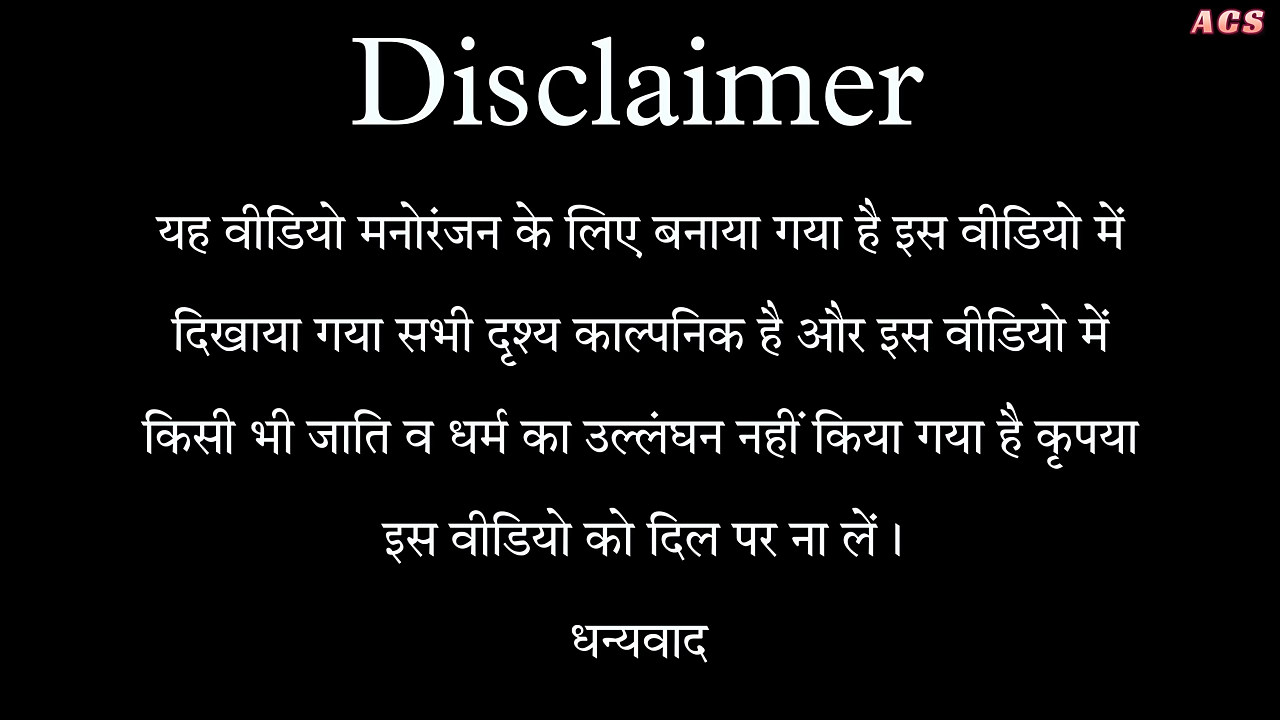 ACS
Disclaimer
यह वीडियो मनोरंजन के लिए बनाया गया है इस वीडियो में
दिखाया गया सभी दृश्य काल्पनिक है और इस वीडियो में
किसी भी जाति व धर्म का उल्लंघन नहीं किया गया है कृपया
इस वीडियो को दिल पर ना लें ।
धन्यवाद